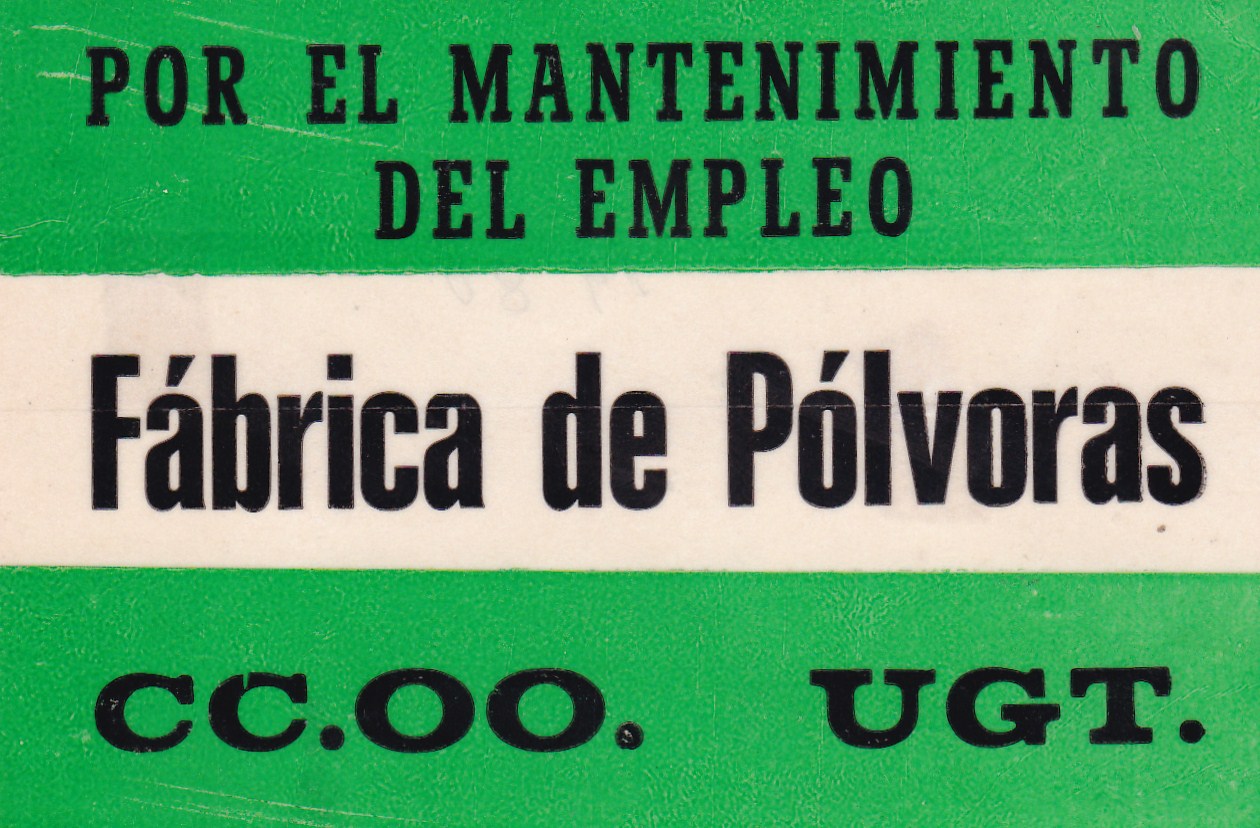 POR EL MANTENIMIENTO
DEL EMPLEO
Fábrica de Pólvoras
CC.OO. UGT.